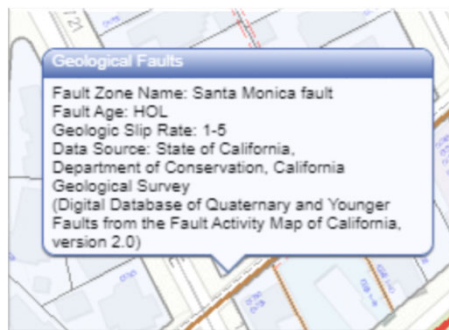 Geological Faults
Fault Zone Name: Santa Monica fault
Fault Age: HOL
Geologic Slip Rate: 1-5
Data Source: State of California,
Department of Conservation, California
Geological Survey
(Digital Database of Quaternary and Younger
Faults from the Fault Activity Map of California,
version 2.0)